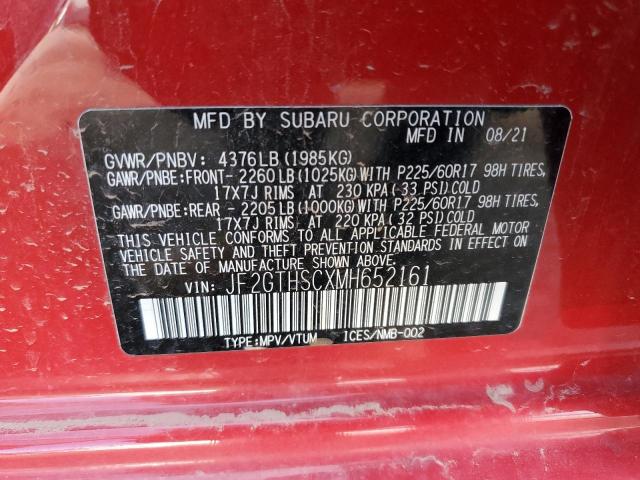 MFD BY SUBARU CORPORATION
MFD IN 08/21
GVWR/PNBV: 4376LB(1985KG)
GAWR/PNBE:FRONT- 2260LB(1025KG)WITH P225/60R17 98H TIRES,
17X7J RIMS AT 230 KPA(33 PSI)COLD
GAWR/PNBE:REAR - 2205LB(1000KG)WITH P225/60R17 98H TIRES,
17X7J RIMS AT 220 KPA(32 PSI)COLD
THIS VEHICLE CONFORMS TO ALL APPLICABLE FEDERAL MOTOR
VEHICLE SAFETY AND THEFT PREVENTION STANDARDS IN EFFECT ON
THE DATE OF MANUFACTURE SHOWN ABOVE.
VIN: JF2GTHSCXMH652161
TYPE:MPV/VTUM ICES/NMB-002